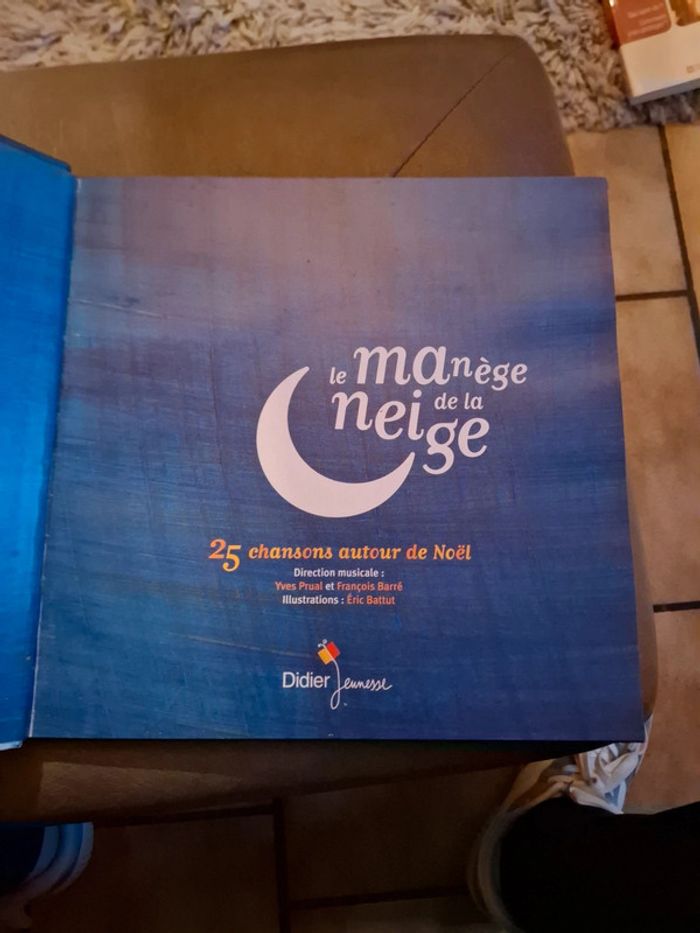 le manège
de la
neige
25 chansons autour de Noël
Direction musicale :
Yves Prual et François Barré
Illustrations : Éric Battut
Didier Jeunesse